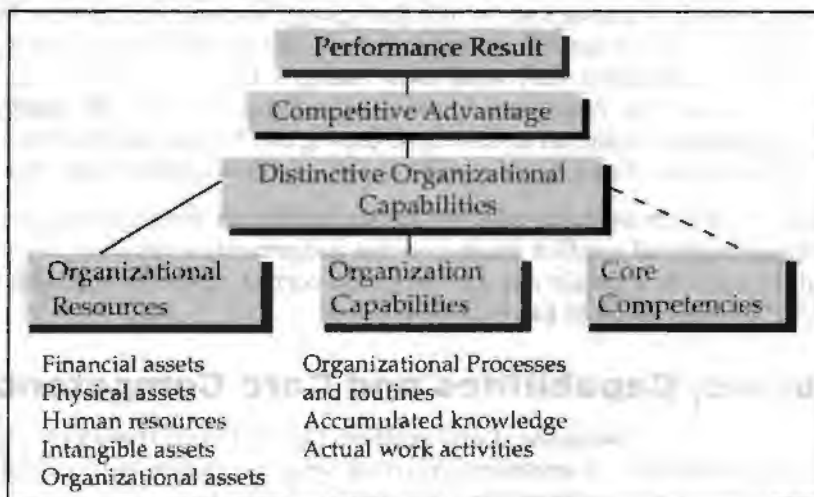 Performance Result
Competitive Advantage
Distinctive Organizational
Capabilities
Organizational
Resources
Organization
Capabilities
Core
Competencies
Financial assets
Physical assets
Human resources
Intangible assets
Organizational assets
Organizational Processes
and routines
Accumulated knowledge
Actual work activities